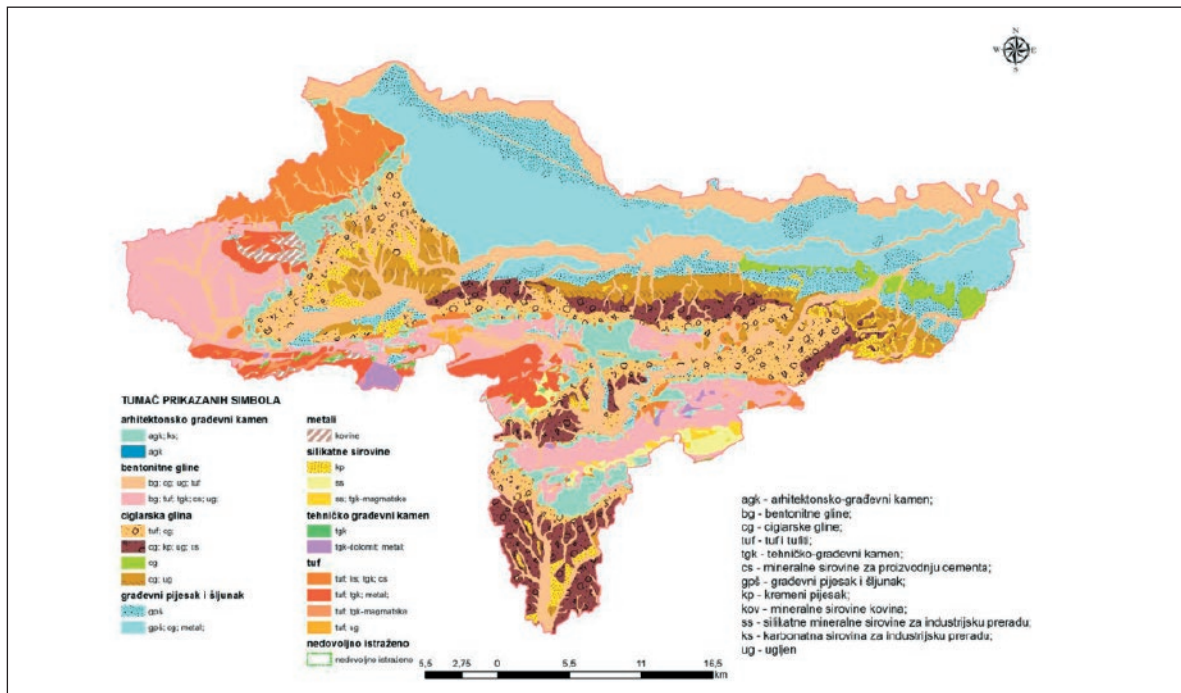 N
W E
S
TUMAČ PRIKAZANIH SIMBOLA
arhitektonsko građevni kamen
agk; ks;
agk
bentonitne gline
bg; cg; ug; tuf
bg; tuf; tgk; cs; ug;
ciglarska glina
tuf; cg;
cg; kp; ug; cs
cg
cg; ug
građevni pijesak i šljunak
gpš
gpš; cg; metal;
metali
kovine
silikatne sirovine
kp
ss
ss; tgk-magmatske
tehničko građevni kamen
tgk
tgk-dolomit; metal
tuf
tuf; ks; tgk; cs
tuf; tgk; metal;
tuf; tgk-magmatske
tuf; ug
nedovoljno istraženo
nedovoljno istraženo
agk - arhitektonsko-građevni kamen;
bg - bentonitne gline;
cg - ciglarske gline;
tuf - tuf i tufiti;
tgk - tehničko-građevni kamen;
cs - mineralne sirovine za proizvodnju cementa;
gpš - građevni pijesak i šljunak;
kp - kremeni pijesak;
kov - mineralne sirovine kovina;
ss - silikatne mineralne sirovine za industrijsku preradu;
ks - karbonatna sirovina za industrijsku preradu;
ug - ugljen
5,5 2,75 0 5,5 11 16,5
km